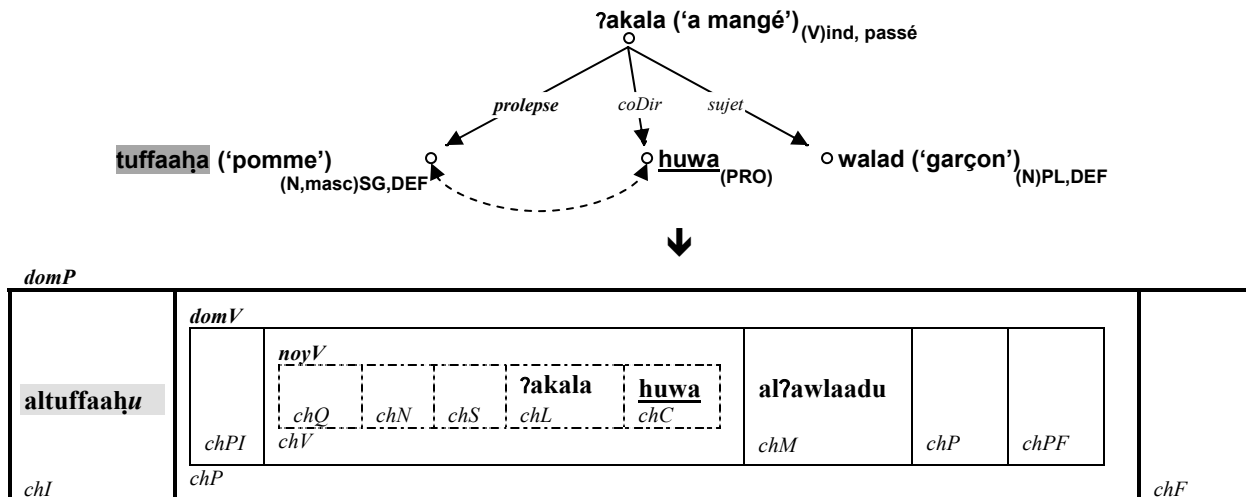 ʔakala ('a mangé')(V)ind, passé
prolepse coDir sujet
tuffaaḥa ('pomme')(N,masc)SG,DEF huwa(PRO) walad ('garçon')(N)PL,DEF
domP
domV
noyV
altuffaaḥu ʔakala huwa alʔawlaadu
chQ chN chS chL chC
chPI chV chM chP chPF
chI chP chF